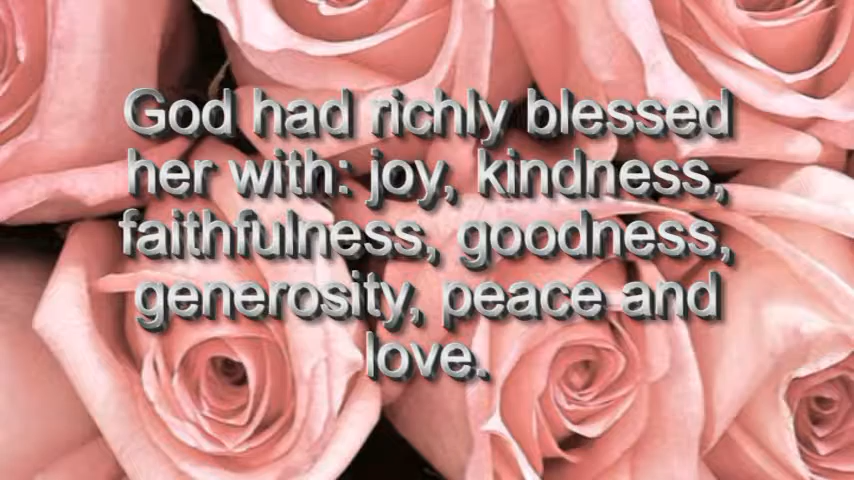 God had richly blessed
her with: joy, kindness,
faithfulness, goodness,
generosity, peace and
love.